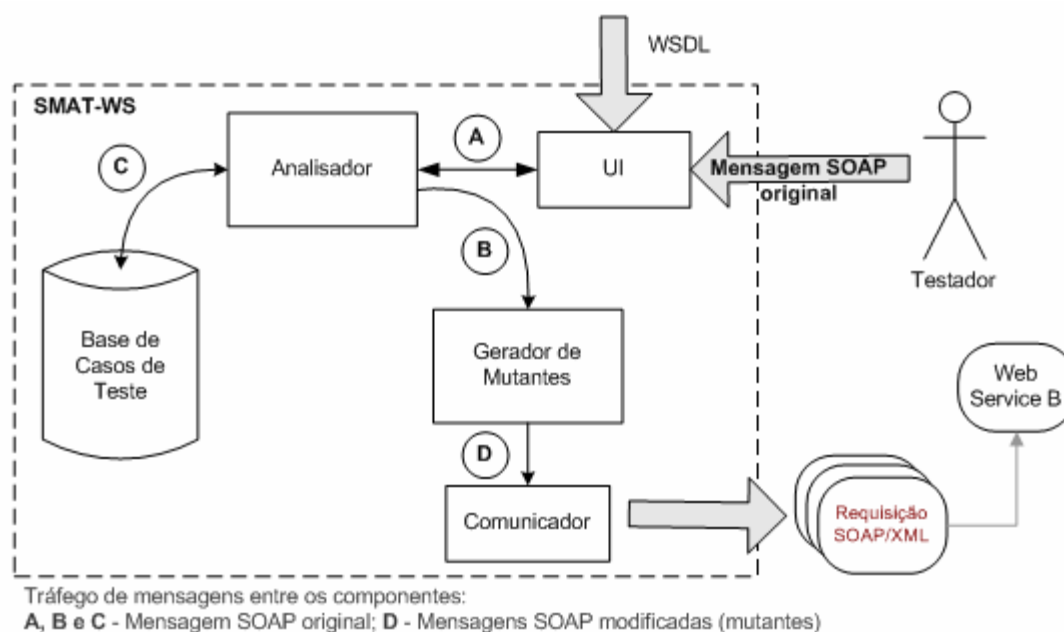 WSDL
SMAT-WS
C
Analisador
A
UI
Mensagem SOAP
original
B
Testador
Base de
Casos de
Teste
Gerador de
Mutantes
Web
Service B
D
Comunicador
Requisição
SOAP/XML
Tráfego de mensagens entre os componentes:
A, B e C - Mensagem SOAP original; D - Mensagens SOAP modificadas (mutantes)